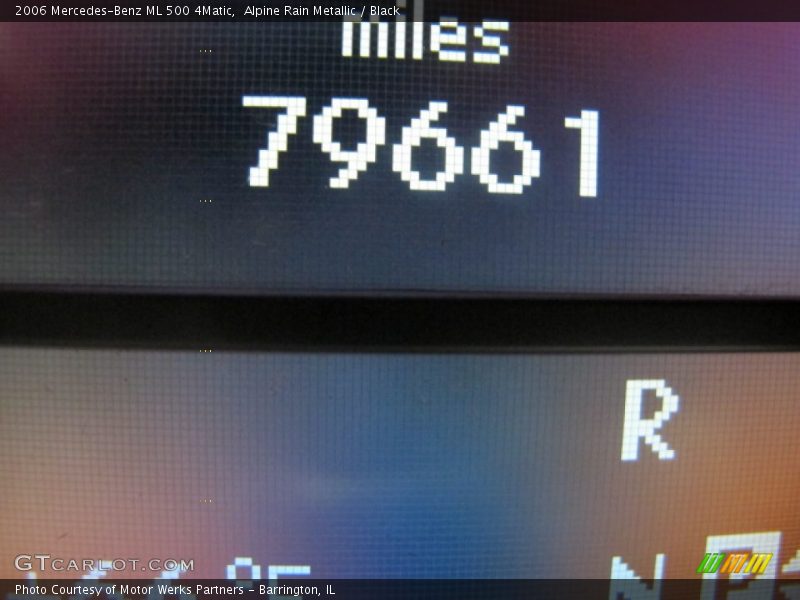 2006 Mercedes-Benz ML 500 4Matic,  Alpine Rain Metallic / Black
miles
79661
R
°F
N
GTCARLOT.COM
Photo Courtesy of Motor Werks Partners - Barrington, IL